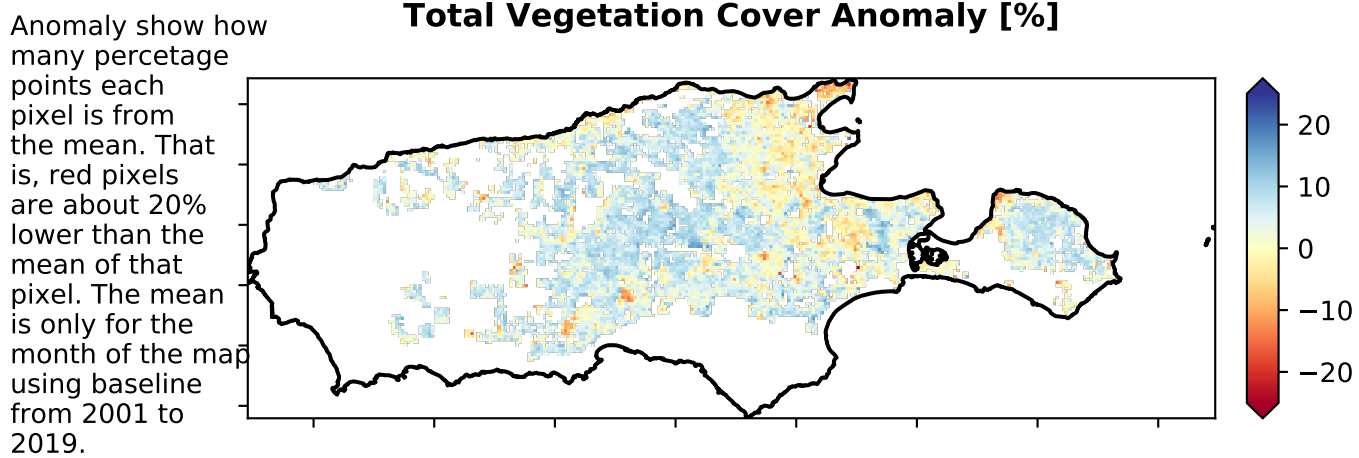 Total Vegetation Cover Anomaly [%]
Anomaly show how
many percetage
points each
pixel is from
the mean. That
is, red pixels
are about 20%
lower than the
mean of that
pixel. The mean
is only for the
month of the map
using baseline
from 2001 to
2019.
20
10
0
−10
−20